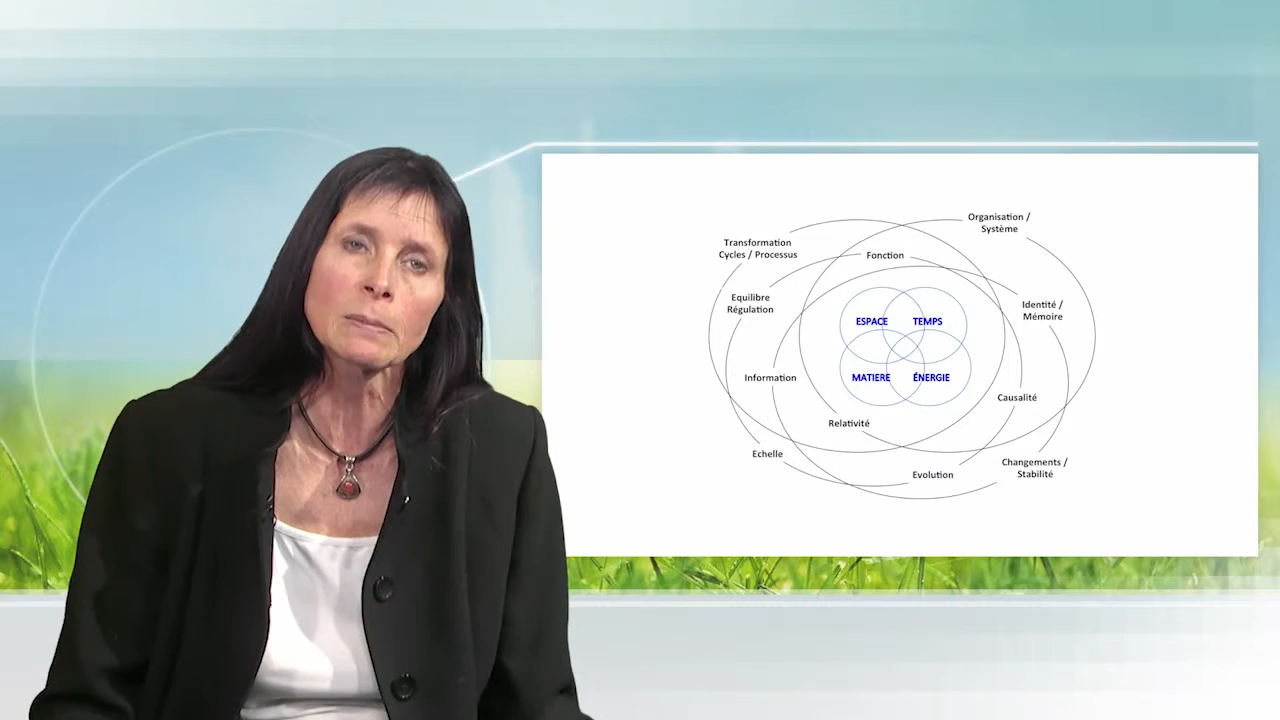 Organisation /
Système
Transformation
Cycles / Processus
Fonction
Equilibre
Régulation
Identité /
Mémoire
ESPACE
TEMPS
MATIERE
ÉNERGIE
Information
Causalité
Relativité
Echelle
Evolution
Changements /
Stabilité